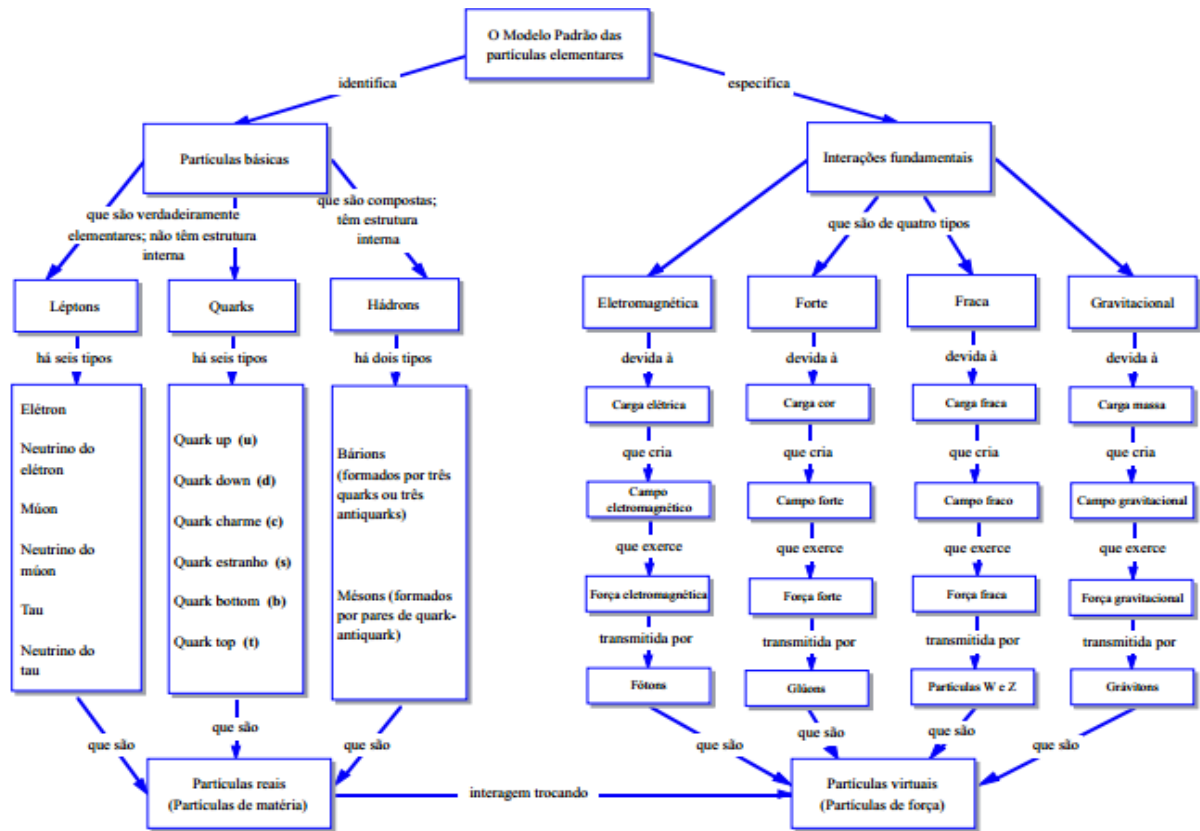 O Modelo Padrão das
partículas elementares
identifica
especifica
Partículas básicas
Interações fundamentais
que são verdadeiramente
elementares; não têm estrutura
interna
que são compostas;
têm estrutura
interna
que são de quatro tipos
Léptons
Quarks
Hádrons
Eletromagnética
Forte
Fraca
Gravitacional
há seis tipos
há seis tipos
há dois tipos
devida à
devida à
devida à
devida à
Elétron
Neutrino do
elétron
Múon
Neutrino do
múon
Tau
Neutrino do
tau
Quark up (u)
Quark down (d)
Quark charme (c)
Quark estranho (s)
Quark bottom (b)
Quark top (t)
Bárions
(formados por três
quarks ou três
antiquarks)
Mésons (formados
por pares de quark-
antiquark)
Carga elétrica
Carga cor
Carga fraca
Carga massa
que cria
que cria
que cria
que cria
Campo
eletromagnético
Campo forte
Campo fraco
Campo gravitacional
que exerce
que exerce
que exerce
que exerce
Força eletromagnética
Força forte
Força fraca
Força gravitacional
transmitida por
transmitida por
transmitida por
transmitida por
Fótons
Glúons
Partículas W e Z
Grávitons
que são
que são
que são
que são
que são
que são
que são
Partículas reais
(Partículas de matéria)
interagem trocando
Partículas virtuais
(Partículas de força)